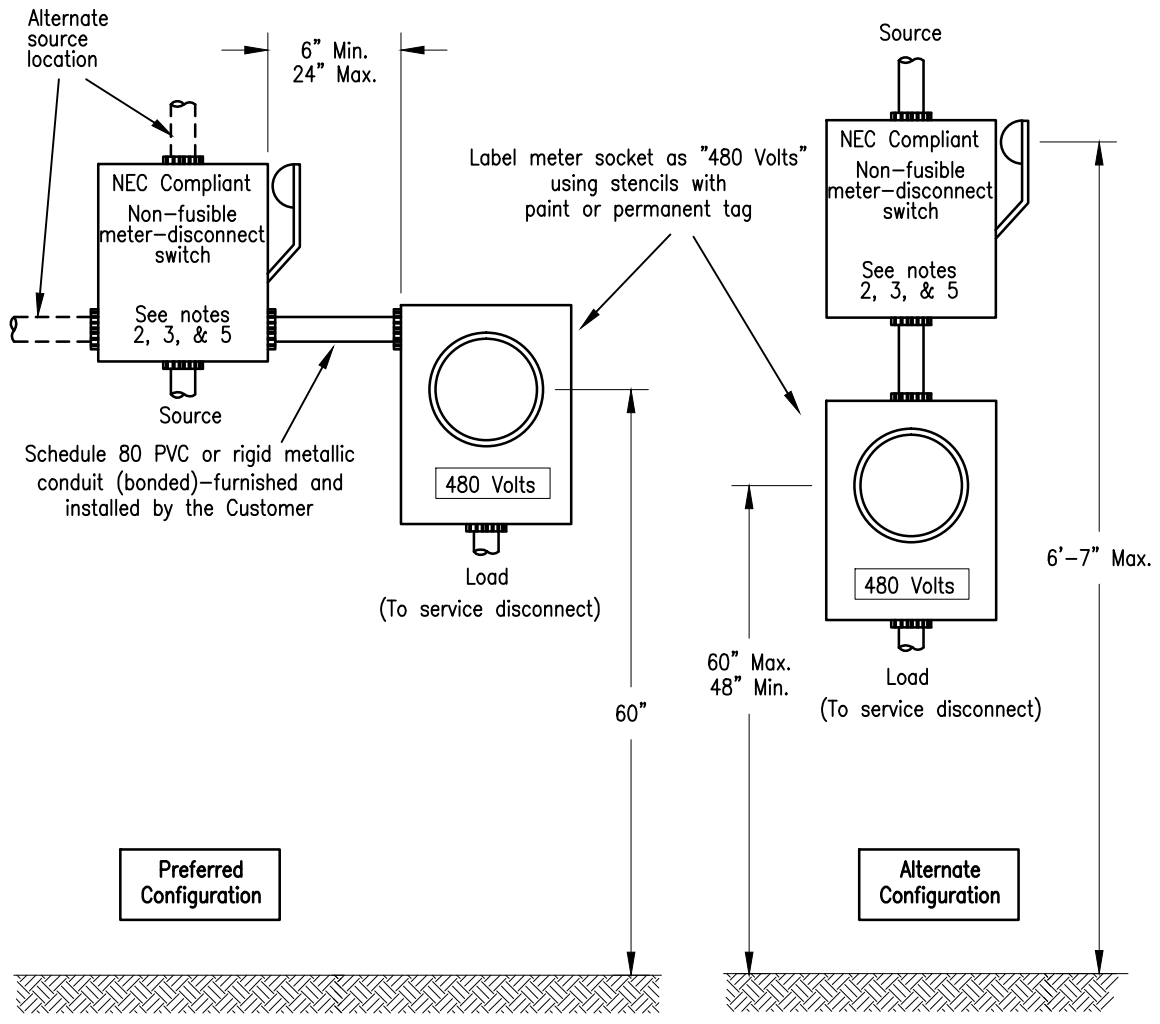 Alternate
source
location
6" Min.
24" Max.
NEC Compliant
Non-fusible
meter-disconnect
switch
See notes
2, 3, & 5
Source
Schedule 80 PVC or rigid metallic
conduit (bonded)-furnished and
installed by the Customer
480 Volts
Load
(To service disconnect)
60"
Label meter socket as "480 Volts"
using stencils with
paint or permanent tag
Source
NEC Compliant
Non-fusible
meter-disconnect
switch
See notes
2, 3, & 5
480 Volts
Load
(To service disconnect)
60" Max.
48" Min.
6'-7" Max.
Preferred
Configuration
Alternate
Configuration